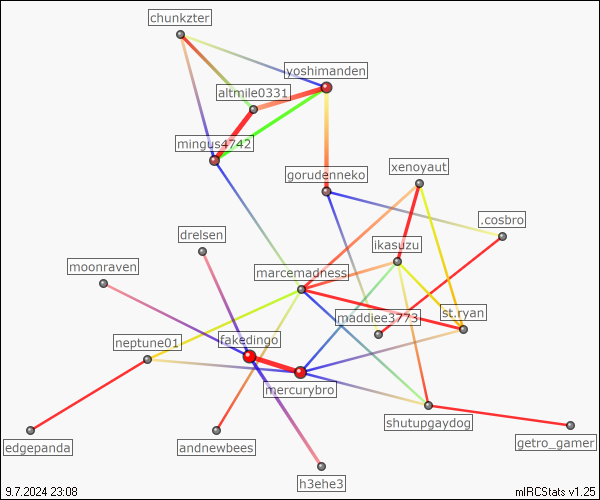 chunkzter
yoshimanden
altmile0331
mingus4742
xenoyaut
gorudenneko
.cosbro
drelsen
ikasuzu
moonraven
marcemadness
maddiee3773
st.ryan
fakedingo
neptune01
mercurybro
shutupgaydog
edgepanda
andnewbees
getro_gamer
h3ehe3
9.7.2024 23:08
mIRCStats v1.25